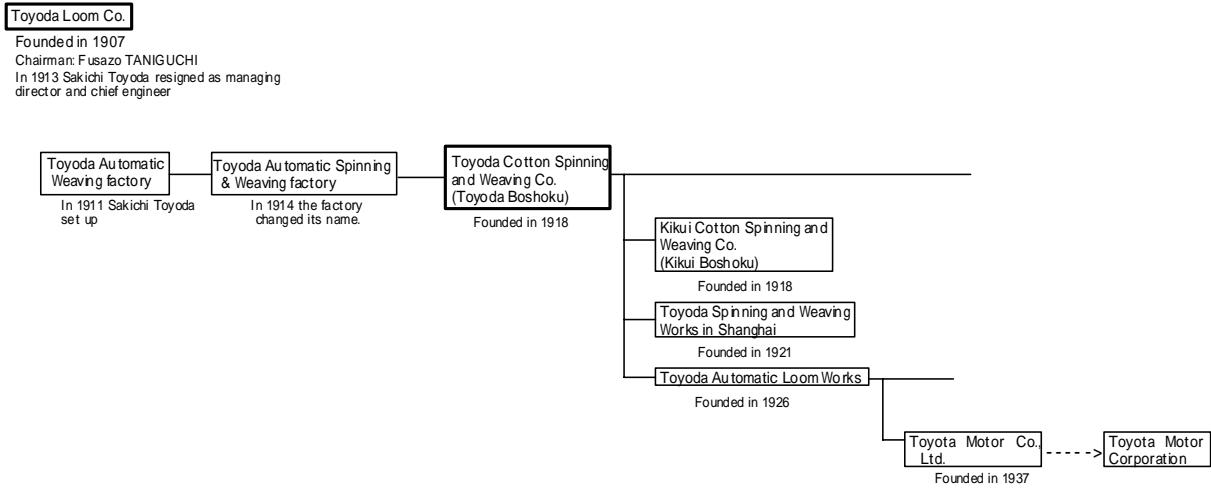 Toyoda Loom Co.
Founded in 1907
Chairman: Fusazo TANIGUCHI
In 1913 Sakichi Toyoda resigned as managing
director and chief engineer
Toyoda Automatic
Weaving factory
In 1911 Sakichi Toyoda
set up
Toyoda Automatic Spinning
& Weaving factory
In 1914 the factory
changed its name.
Toyoda Cotton Spinning
and Weaving Co.
(Toyoda Boshoku)
Founded in 1918
Kikui Cotton Spinning and
Weaving Co.
(Kikui Boshoku)
Founded in 1918
Toyoda Spinning and Weaving
Works in Shanghai
Founded in 1921
Toyoda Automatic Loom Works
Founded in 1926
Toyota Motor Co.,
Ltd.
Founded in 1937
Toyota Motor
Corporation